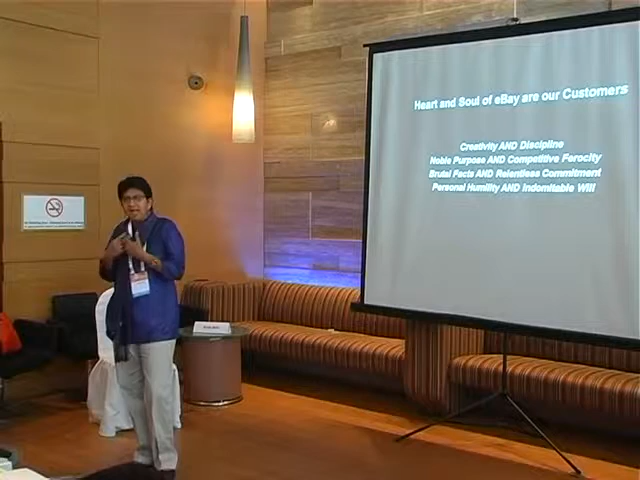 Heart and Soul of eBay are our Customers
Creativity AND Discipline
Noble Purpose AND Competitive Ferocity
Brutal Facts AND Relentless Commitment
Personal Humility AND Indomitable Will